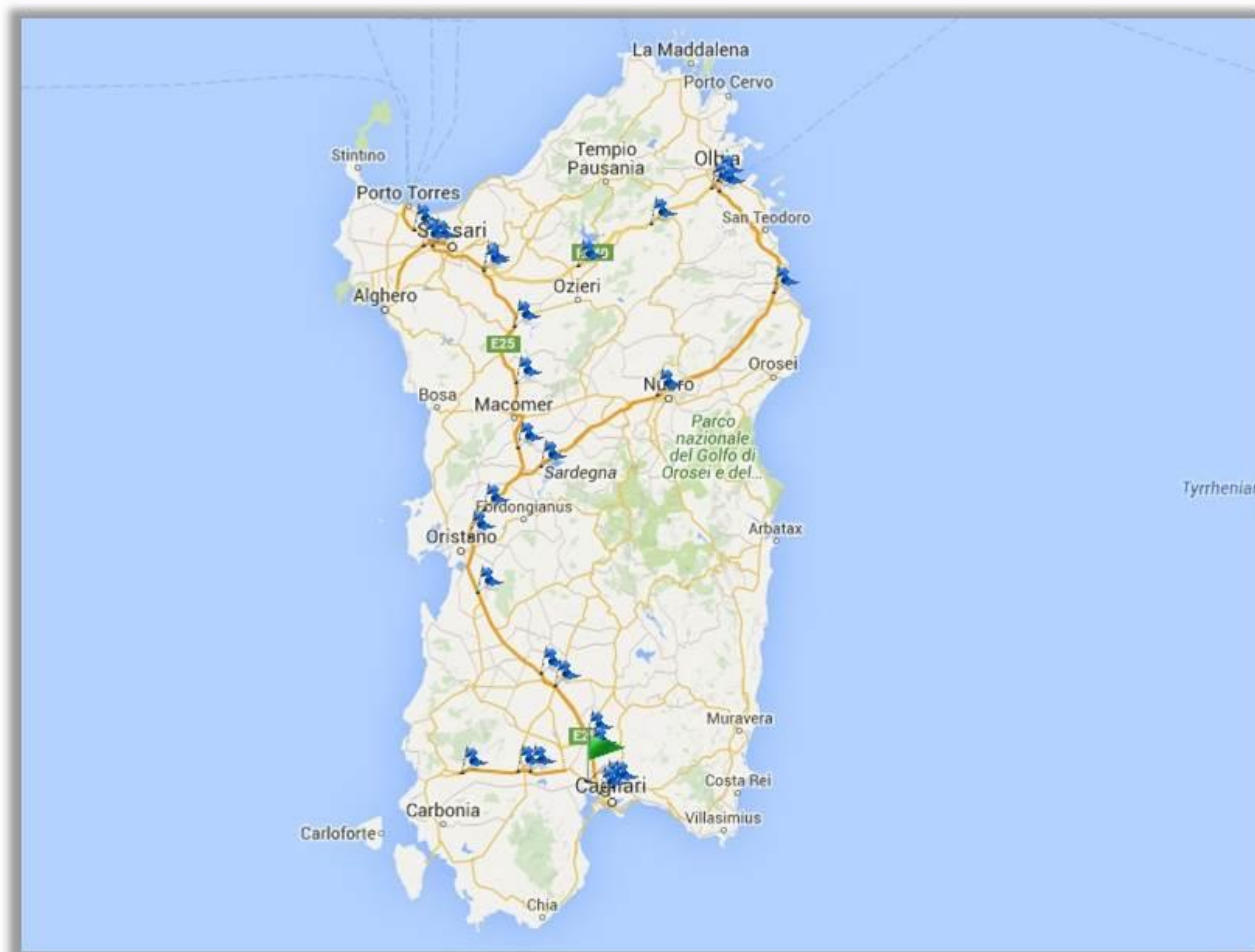 La Maddalena
Porto Cervo
Stintino
Tempio
Pausania
Olbia
Porto Torres
San Teodoro
Sassari
Ozieri
Alghero
E25
Orosei
Nuoro
Bosa
Macomer
Parco
nazionale
del Golfo di
Orosei e del...
Sardegna
Fordongianus
Oristano
Arbatax
Muravera
Cagliari
Costa Rei
Carbonia
Villasimius
Carloforte
Chia